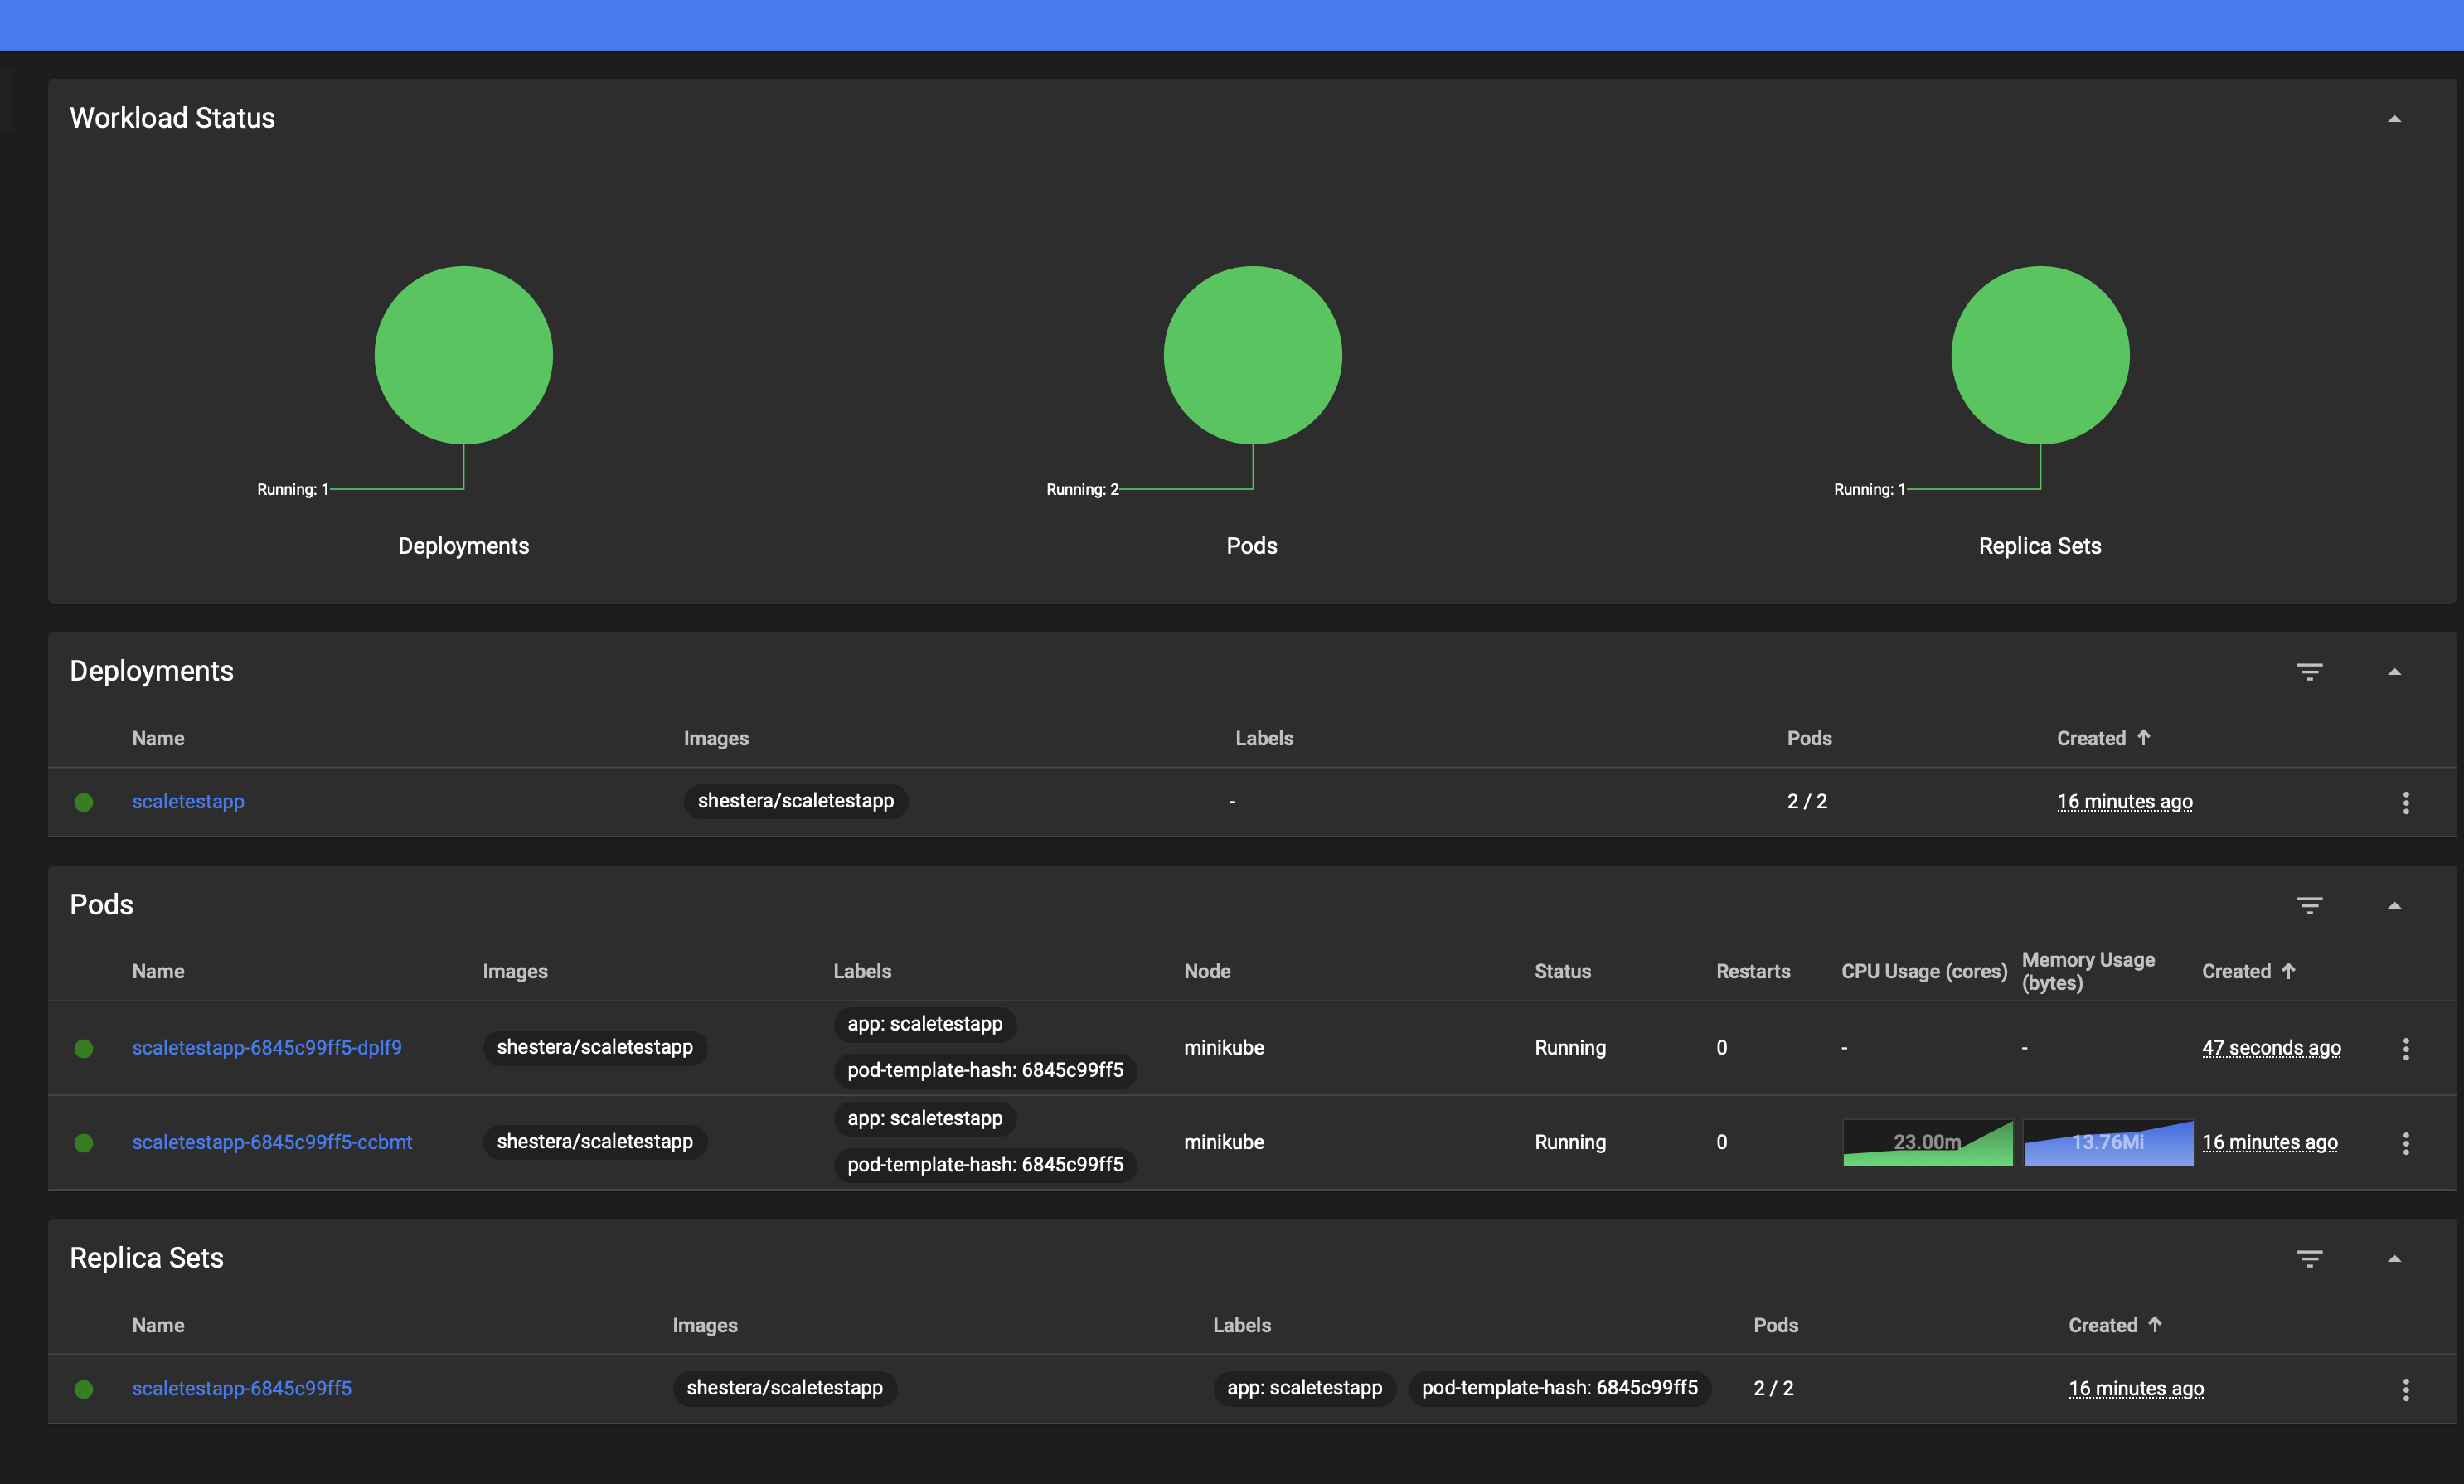 Workload Status
Running: 1
Running: 2
Running: 1
Deployments
Pods
Replica Sets
Deployments
Name Images Labels Pods Created
scaletestapp shestera/scaletestapp - 2 / 2 16 minutes ago
Pods
Name Images Labels Node Status Restarts CPU Usage (cores) Memory Usage (bytes) Created
scaletestapp-6845c99ff5-dplf9 shestera/scaletestapp app: scaletestapp pod-template-hash: 6845c99ff5 minikube Running 0 - - 47 seconds ago
scaletestapp-6845c99ff5-ccbmt shestera/scaletestapp app: scaletestapp pod-template-hash: 6845c99ff5 minikube Running 0 23.00m 13.76Mi 16 minutes ago
Replica Sets
Name Images Labels Pods Created
scaletestapp-6845c99ff5 shestera/scaletestapp app: scaletestapp pod-template-hash: 6845c99ff5 2 / 2 16 minutes ago